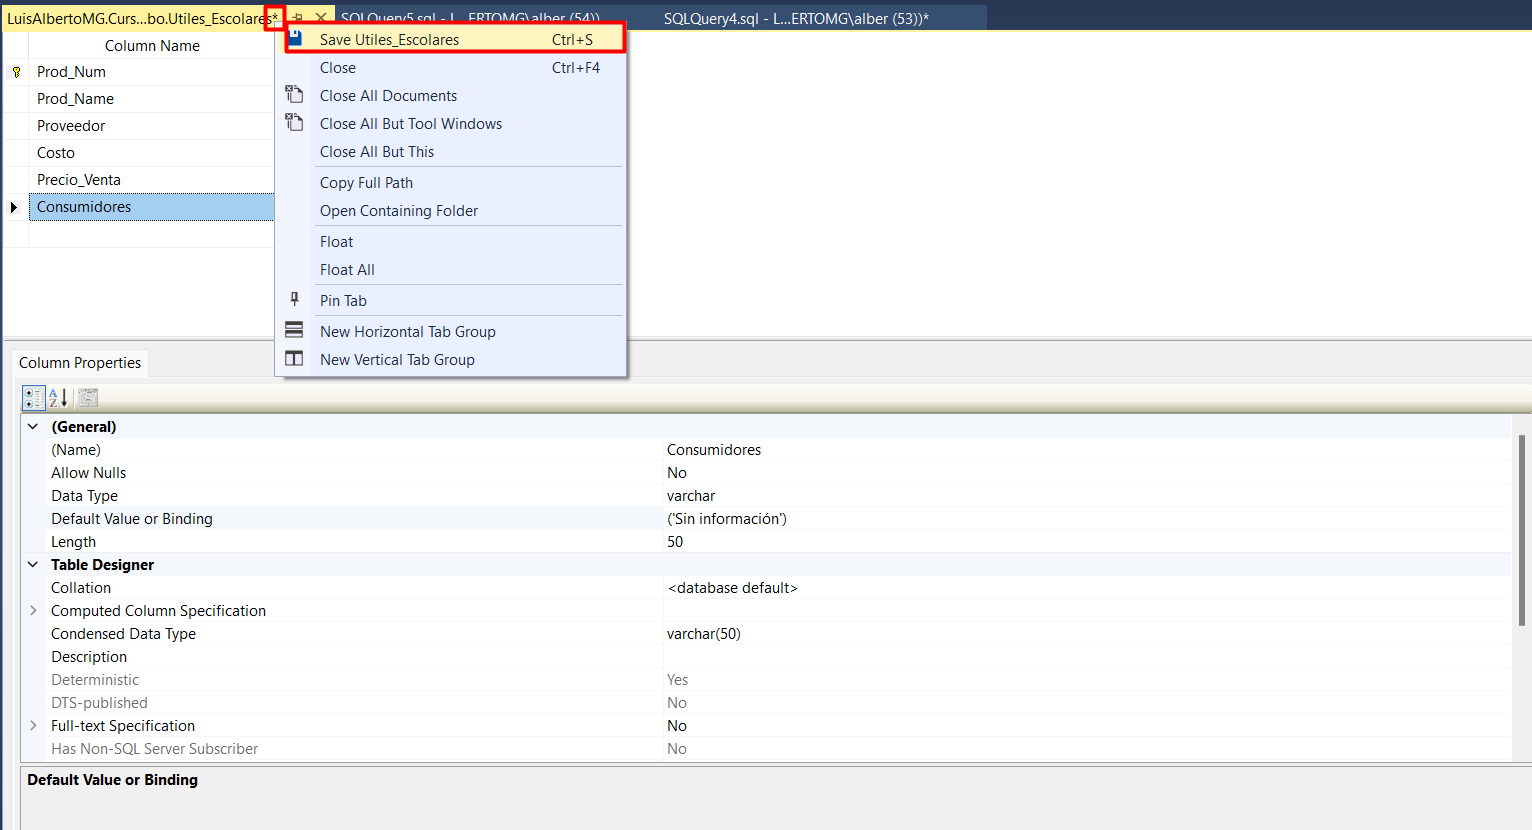 LuisAlbertoMG.Curs...bo.Utiles_Escolares*
SQLQuery5.sql - L...ERTOMG\alber (54))
SQLQuery4.sql - L...ERTOMG\alber (53))*
Column Name
Prod_Num
Prod_Name
Proveedor
Costo
Precio_Venta
Consumidores
Save Utiles_Escolares Ctrl+S
Close Ctrl+F4
Close All Documents
Close All But Tool Windows
Close All But This
Copy Full Path
Open Containing Folder
Float
Float All
Pin Tab
New Horizontal Tab Group
New Vertical Tab Group
Column Properties
(General)
(Name) Consumidores
Allow Nulls No
Data Type varchar
Default Value or Binding ('Sin información')
Length 50
Table Designer
Collation <database default>
Computed Column Specification
Condensed Data Type varchar(50)
Description
Deterministic Yes
DTS-published No
Full-text Specification No
Has Non-SQL Server Subscriber No
Default Value or Binding